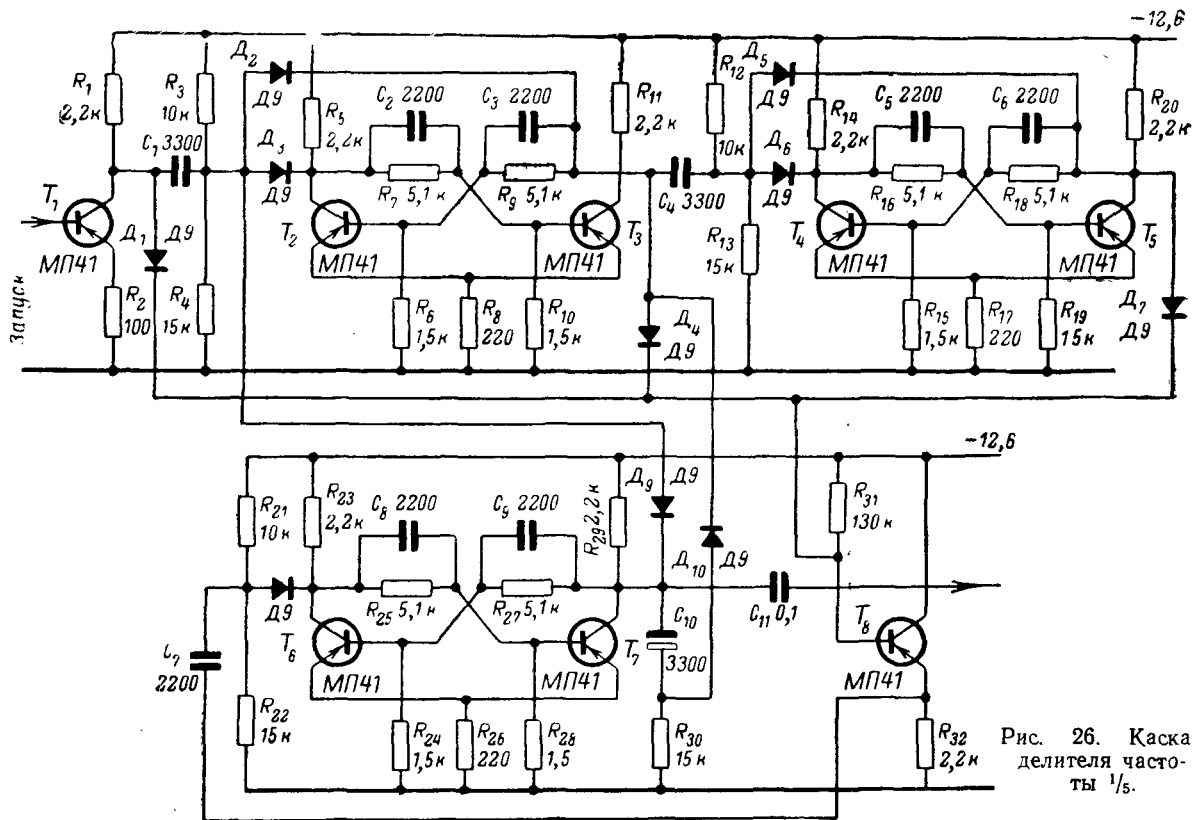 -12,6
R1
2,2к
R3
10к
C1 3300
Д2
Д9
Д3
Д9
R5
2,2к
C2 2200
C3 2200
R7 5,1к
R9 5,1к
R11
2,2к
R12
10к
C4
3300
Д5
Д9
Д6
Д9
R14
2,2к
C5 2200
C6 2200
R16
5,1к
R18
5,1к
R20
2,2к
T1
МП41
Д1
Д9
T2
МП41
T3
МП41
R13
15к
T4
МП41
T5
МП41
Запуск
R2
100
R4
15к
R6
1,5к
R8
220
R10
1,5к
Д4
Д9
R15
1,5к
R17
220
R19
15к
Д7
Д9
-12,6
R21
10к
R23
2,2к
C8 2200
C9 2200
R29 2,2к
Д9
Д9
R31
130к
Д9
R25
5,1к
R27
5,1к
Д10
Д9
C10
3300
C11 0,1
T6
МП41
T7
МП41
T8
МП41
C7
2200
R22
15к
R24
1,5к
R26
220
R28
1,5
R30
15к
R32
2,2к
Рис. 26. Каска
делителя часто-
ты 1/5.